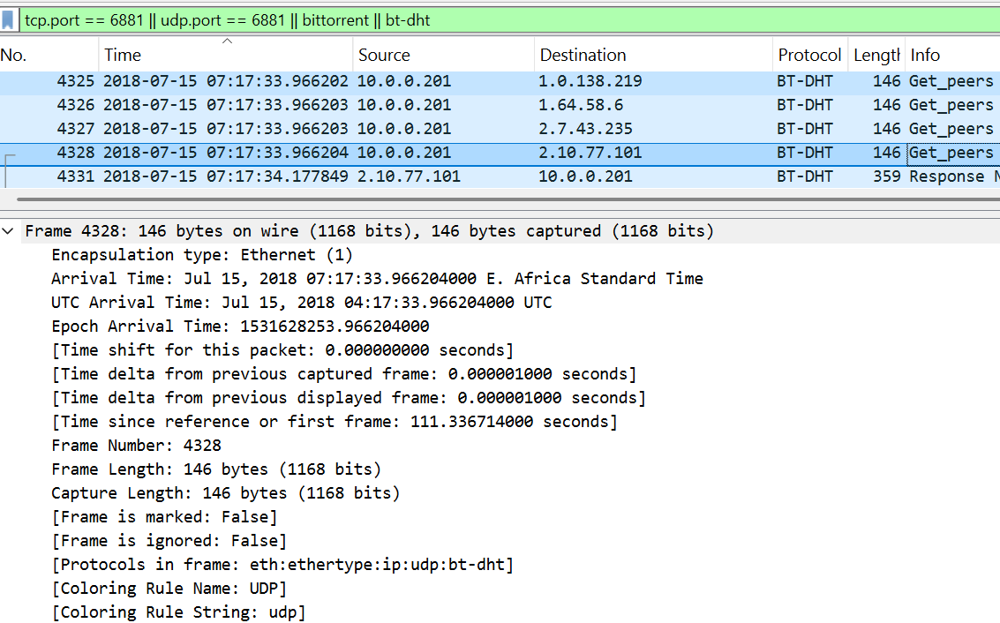 tcp.port == 6881 || udp.port == 6881 || bittorrent || bt-dht
No. Time Source Destination Protocol Length Info
4325 2018-07-15 07:17:33.966202 10.0.0.201 1.0.138.219 BT-DHT 146 Get_peers
4326 2018-07-15 07:17:33.966203 10.0.0.201 1.64.58.6 BT-DHT 146 Get_peers
4327 2018-07-15 07:17:33.966203 10.0.0.201 2.7.43.235 BT-DHT 146 Get_peers
4328 2018-07-15 07:17:33.966204 10.0.0.201 2.10.77.101 BT-DHT 146 Get_peers
4331 2018-07-15 07:17:34.177849 2.10.77.101 10.0.0.201 BT-DHT 359 Response
Frame 4328: 146 bytes on wire (1168 bits), 146 bytes captured (1168 bits)
Encapsulation type: Ethernet (1)
Arrival Time: Jul 15, 2018 07:17:33.966204000 E. Africa Standard Time
UTC Arrival Time: Jul 15, 2018 04:17:33.966204000 UTC
Epoch Arrival Time: 1531628253.966204000
[Time shift for this packet: 0.000000000 seconds]
[Time delta from previous captured frame: 0.000001000 seconds]
[Time delta from previous displayed frame: 0.000001000 seconds]
[Time since reference or first frame: 111.336714000 seconds]
Frame Number: 4328
Frame Length: 146 bytes (1168 bits)
Capture Length: 146 bytes (1168 bits)
[Frame is marked: False]
[Frame is ignored: False]
[Protocols in frame: eth:ethertype:ip:udp:bt-dht]
[Coloring Rule Name: UDP]
[Coloring Rule String: udp]